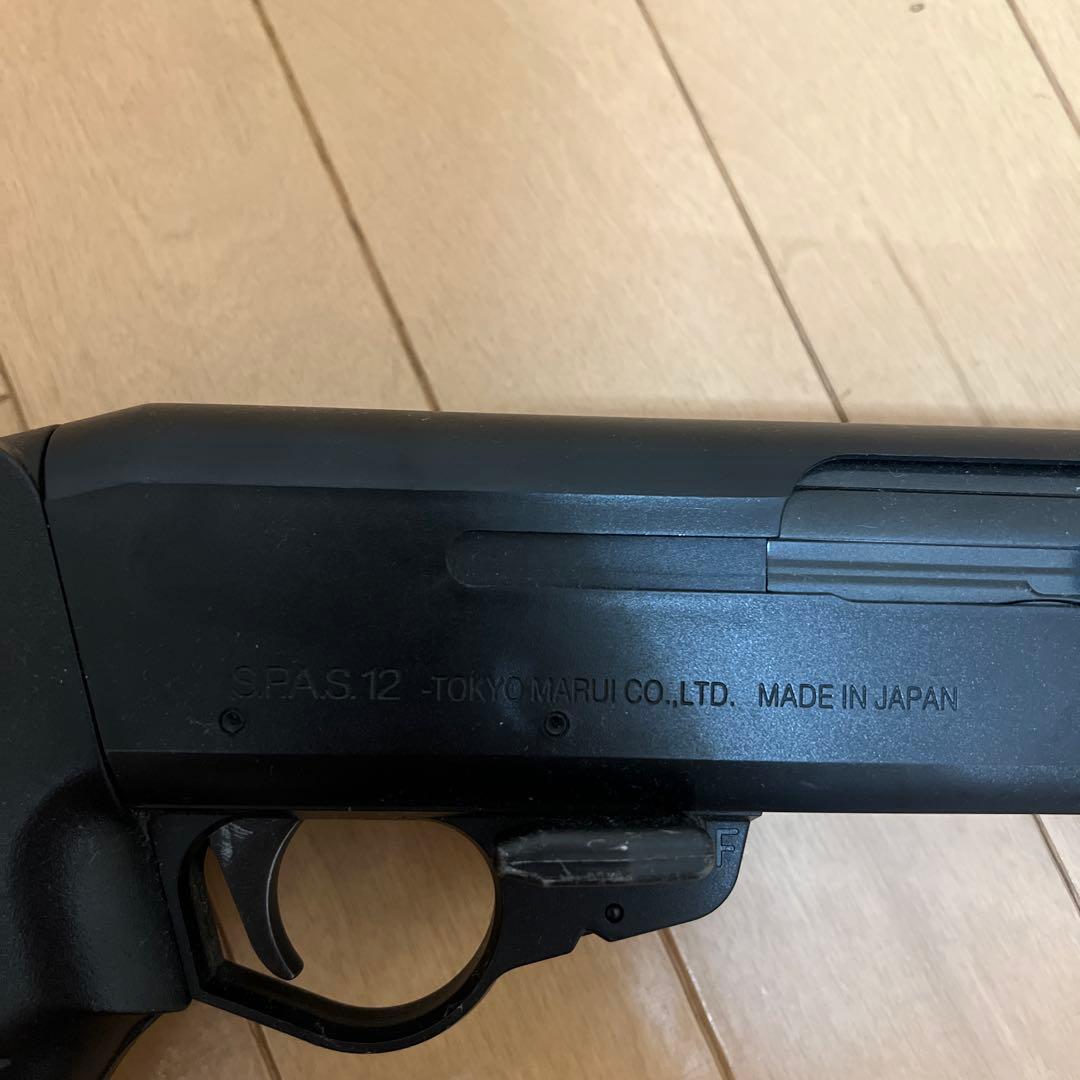 S.P.A.S. 12 -TOKYO MARUI CO.,LTD. MADE IN JAPAN
F